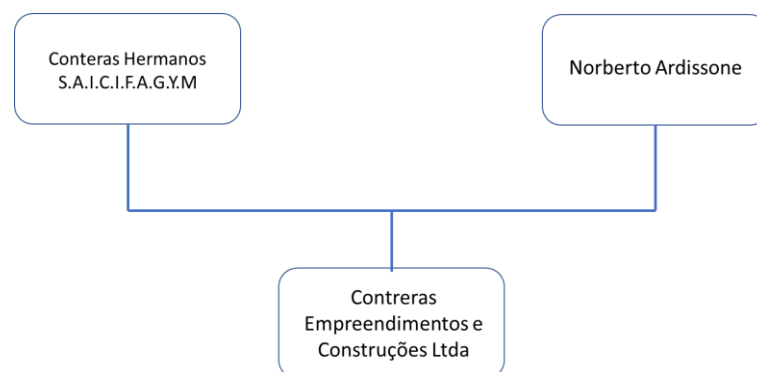 Conteras Hermanos
S.A.I.C.I.F.A.G.Y.M
Norberto Ardissone
Contreras
Empreendimentos e
Construções Ltda